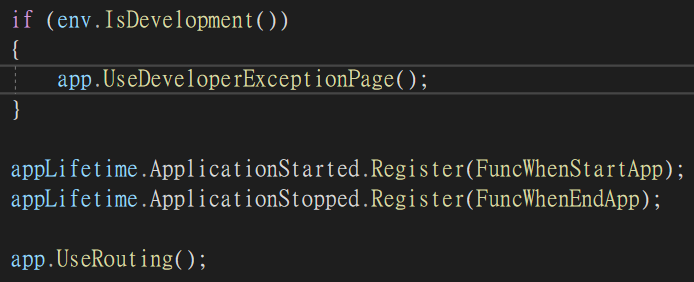 if (env.IsDevelopment())
{
app.UseDeveloperExceptionPage();
}
appLifetime.ApplicationStarted.Register(FuncWhenStartApp);
appLifetime.ApplicationStopped.Register(FuncWhenEndApp);
app.UseRouting();